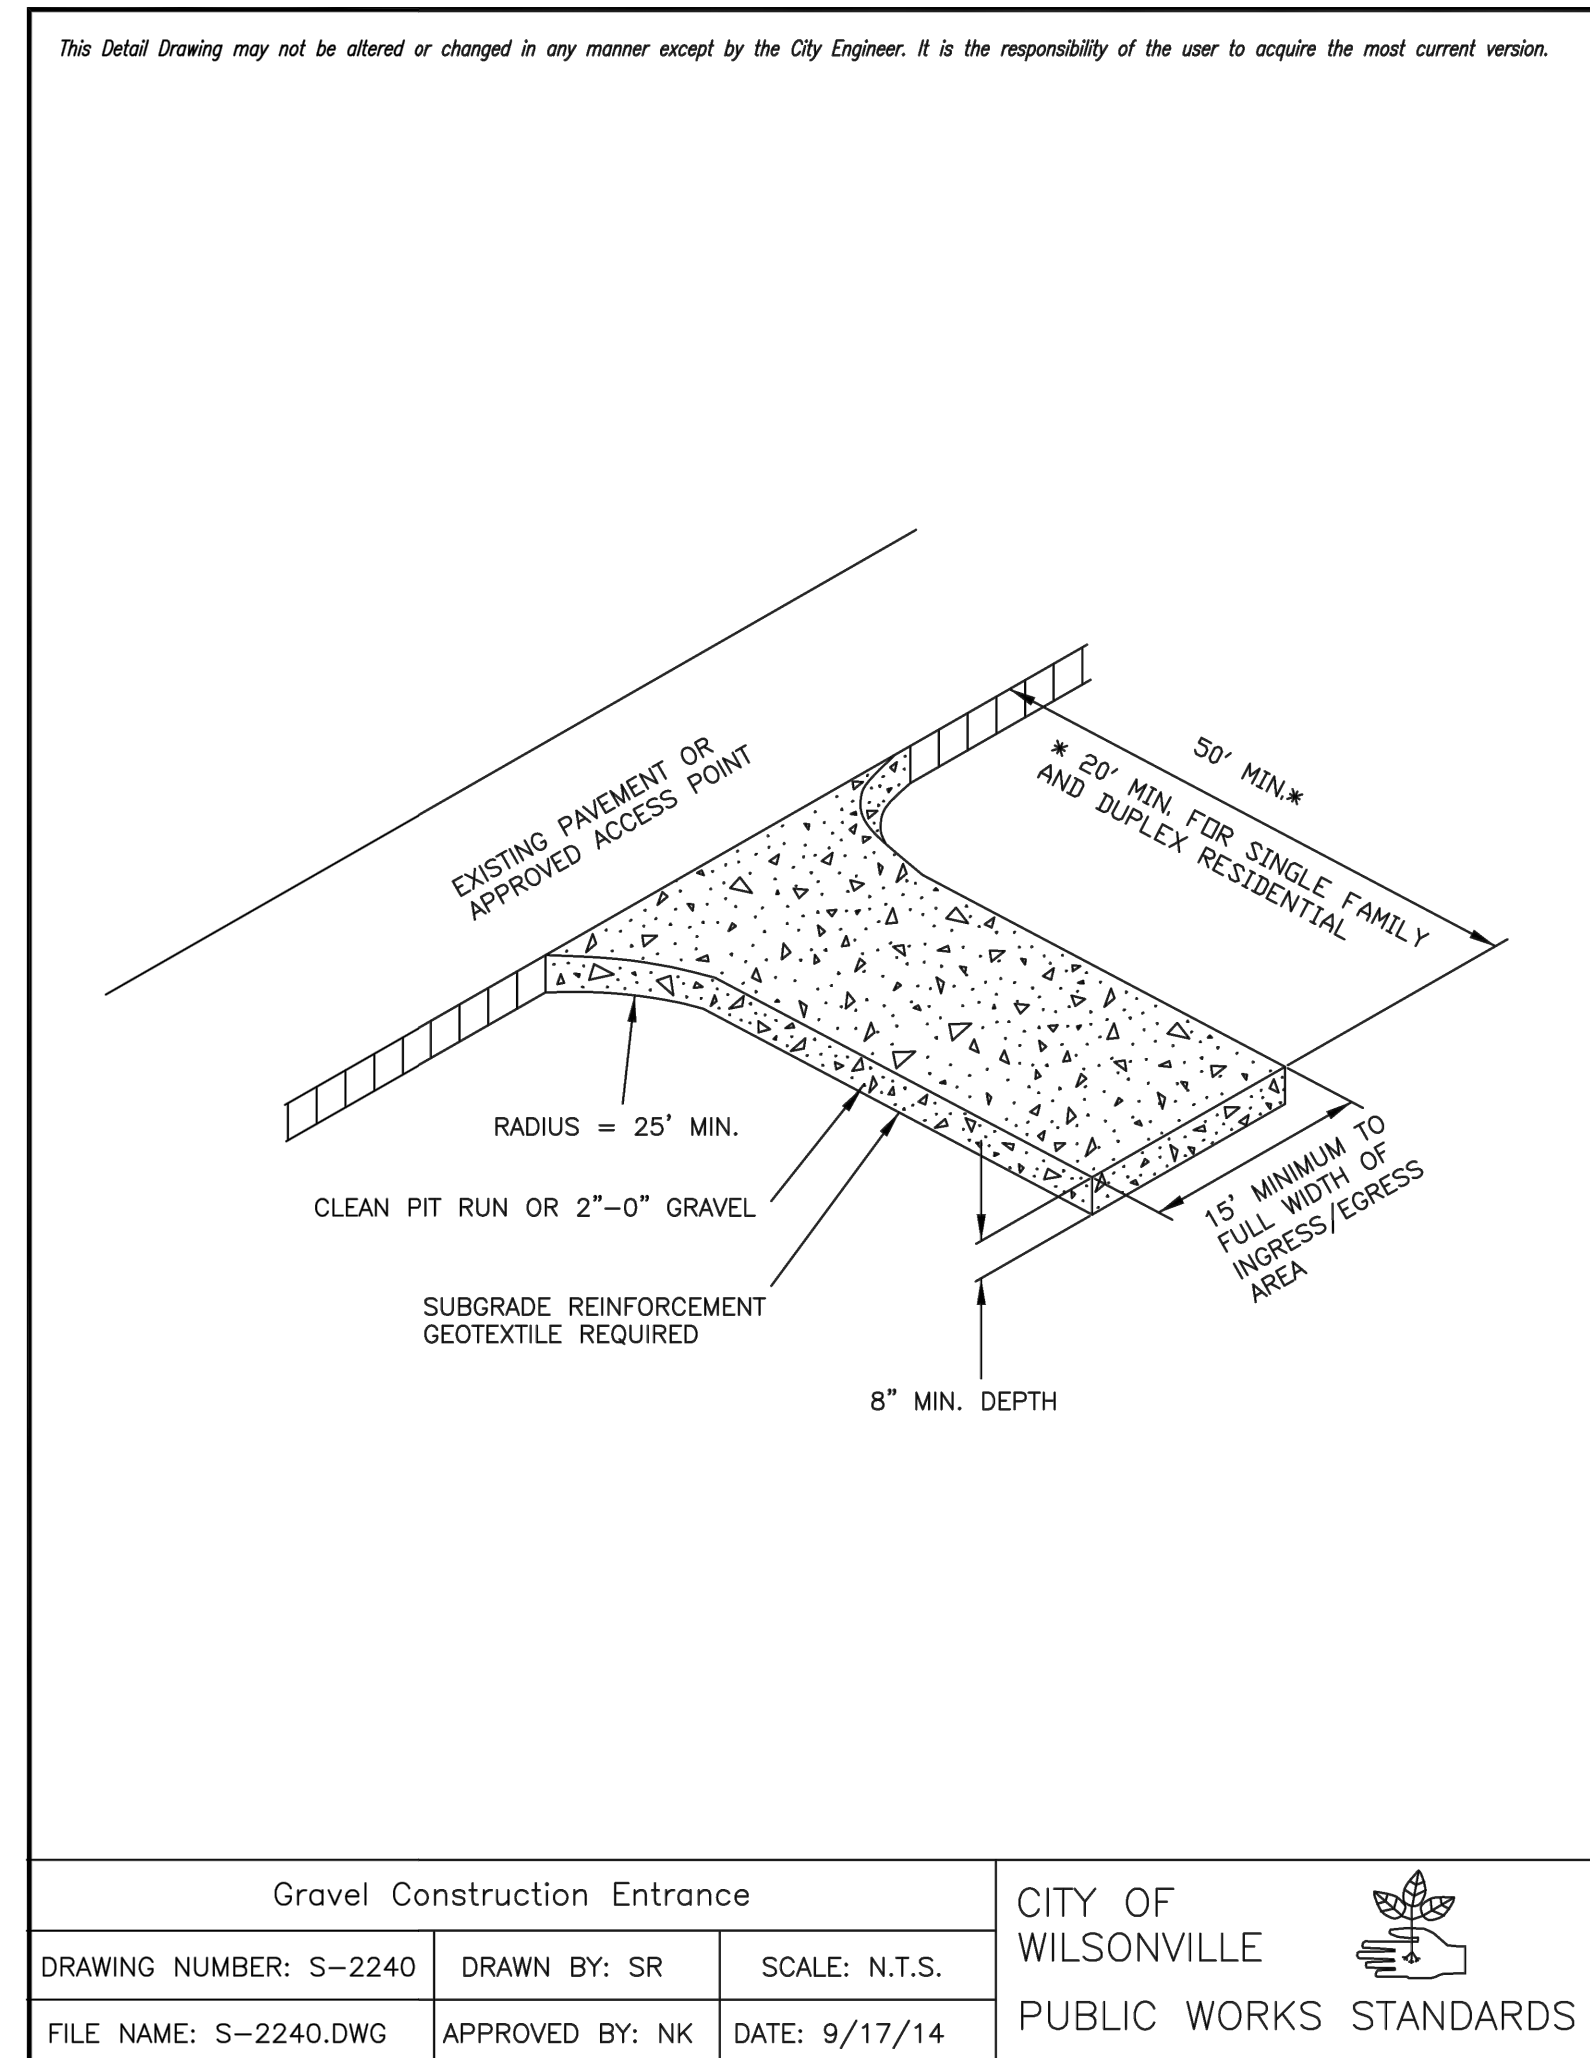 This Detail Drawing may not be altered or changed in any manner except by the City Engineer. It is the responsibility of the user to acquire the most current version.
EXISTING PAVEMENT OR
APPROVED ACCESS POINT
50' MIN.*
* 20' MIN. FOR SINGLE FAMILY
AND DUPLEX RESIDENTIAL
RADIUS = 25' MIN.
CLEAN PIT RUN OR 2"-0" GRAVEL
SUBGRADE REINFORCEMENT
GEOTEXTILE REQUIRED
15' MINIMUM TO
FULL WIDTH OF
INGRESS/EGRESS
AREA
8" MIN. DEPTH
Gravel Construction Entrance
DRAWING NUMBER: S-2240
DRAWN BY: SR
SCALE: N.T.S.
FILE NAME: S-2240.DWG
APPROVED BY: NK
DATE: 9/17/14
CITY OF
WILSONVILLE
PUBLIC WORKS STANDARDS